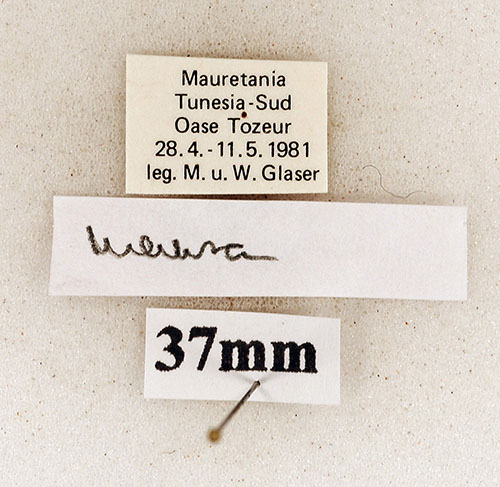 Mauretania
Tunesia-Sud
Oase Tozeur
28.4.-11.5.1981
leg. M. u. W. Glaser
37mm